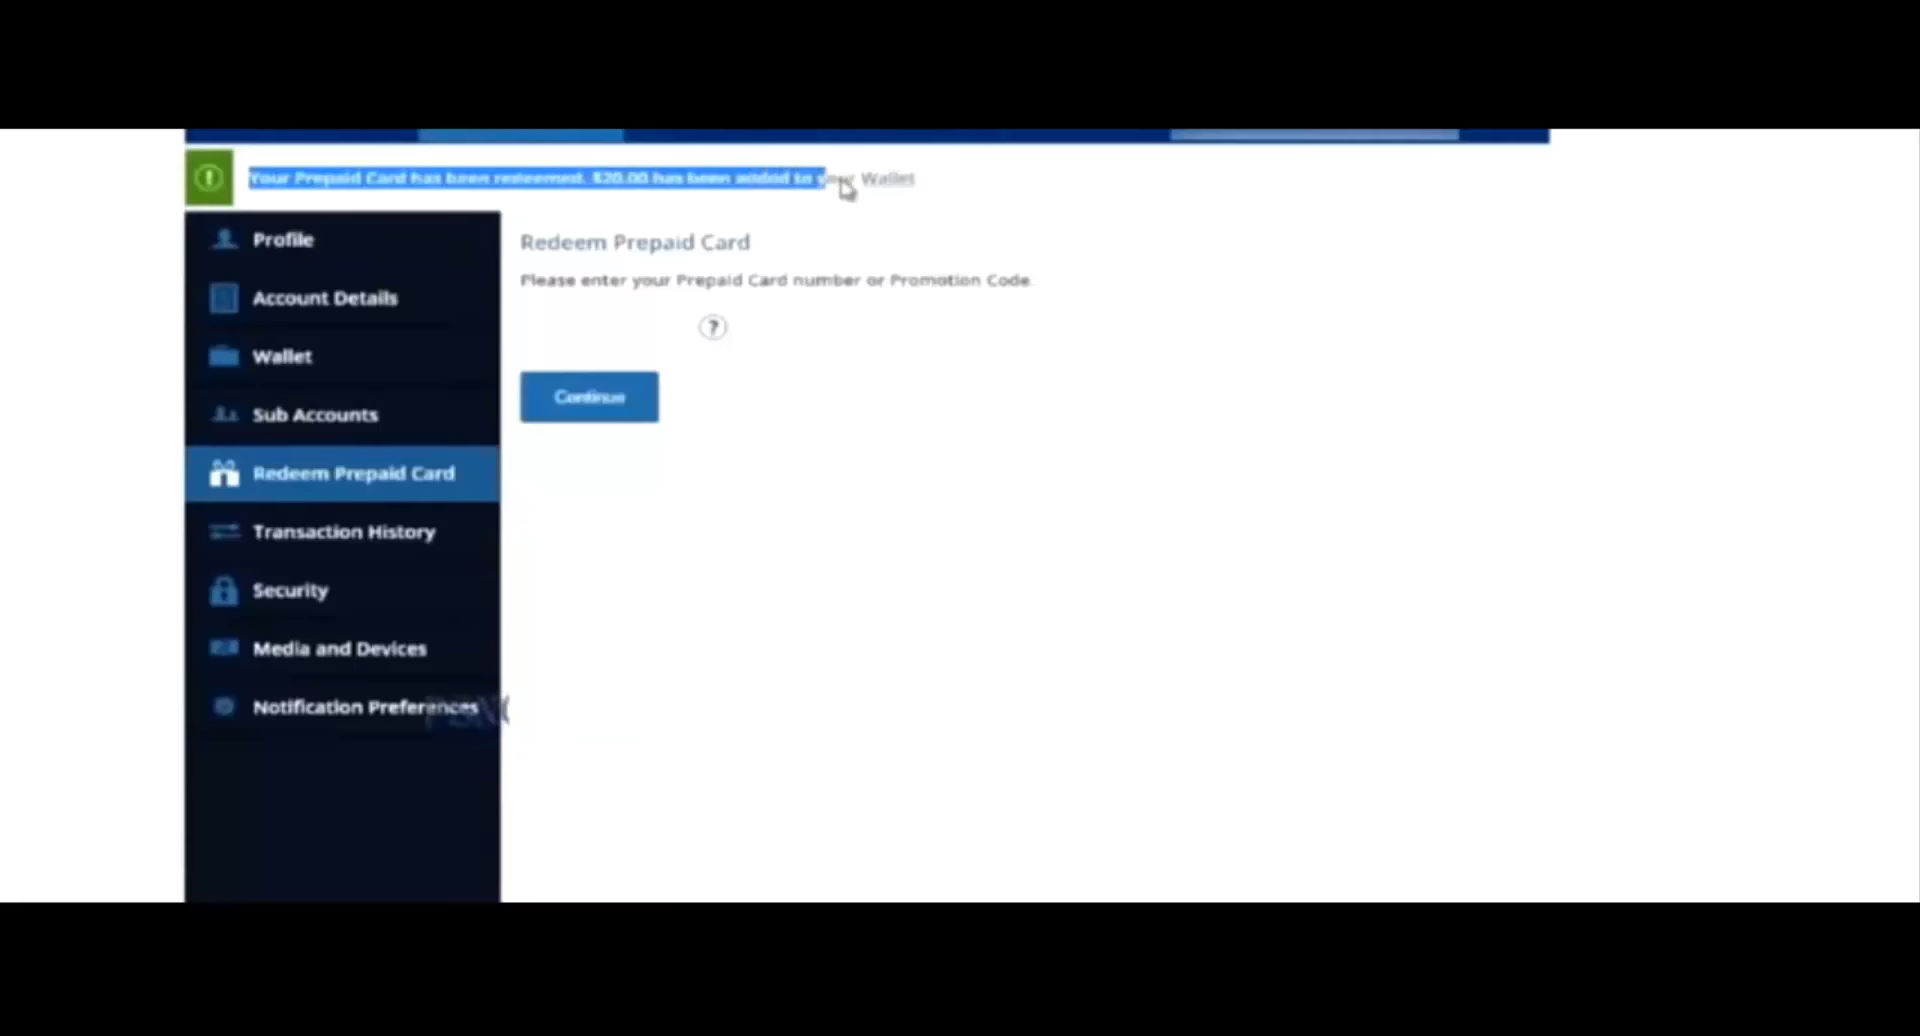 Your Prepaid Card has been redeemed. $20.00 has been added to your Wallet
Profile
Account Details
Wallet
Sub Accounts
Redeem Prepaid Card
Transaction History
Security
Media and Devices
Notification Preferences
Redeem Prepaid Card
Please enter your Prepaid Card number or Promotion Code.
?
Continue